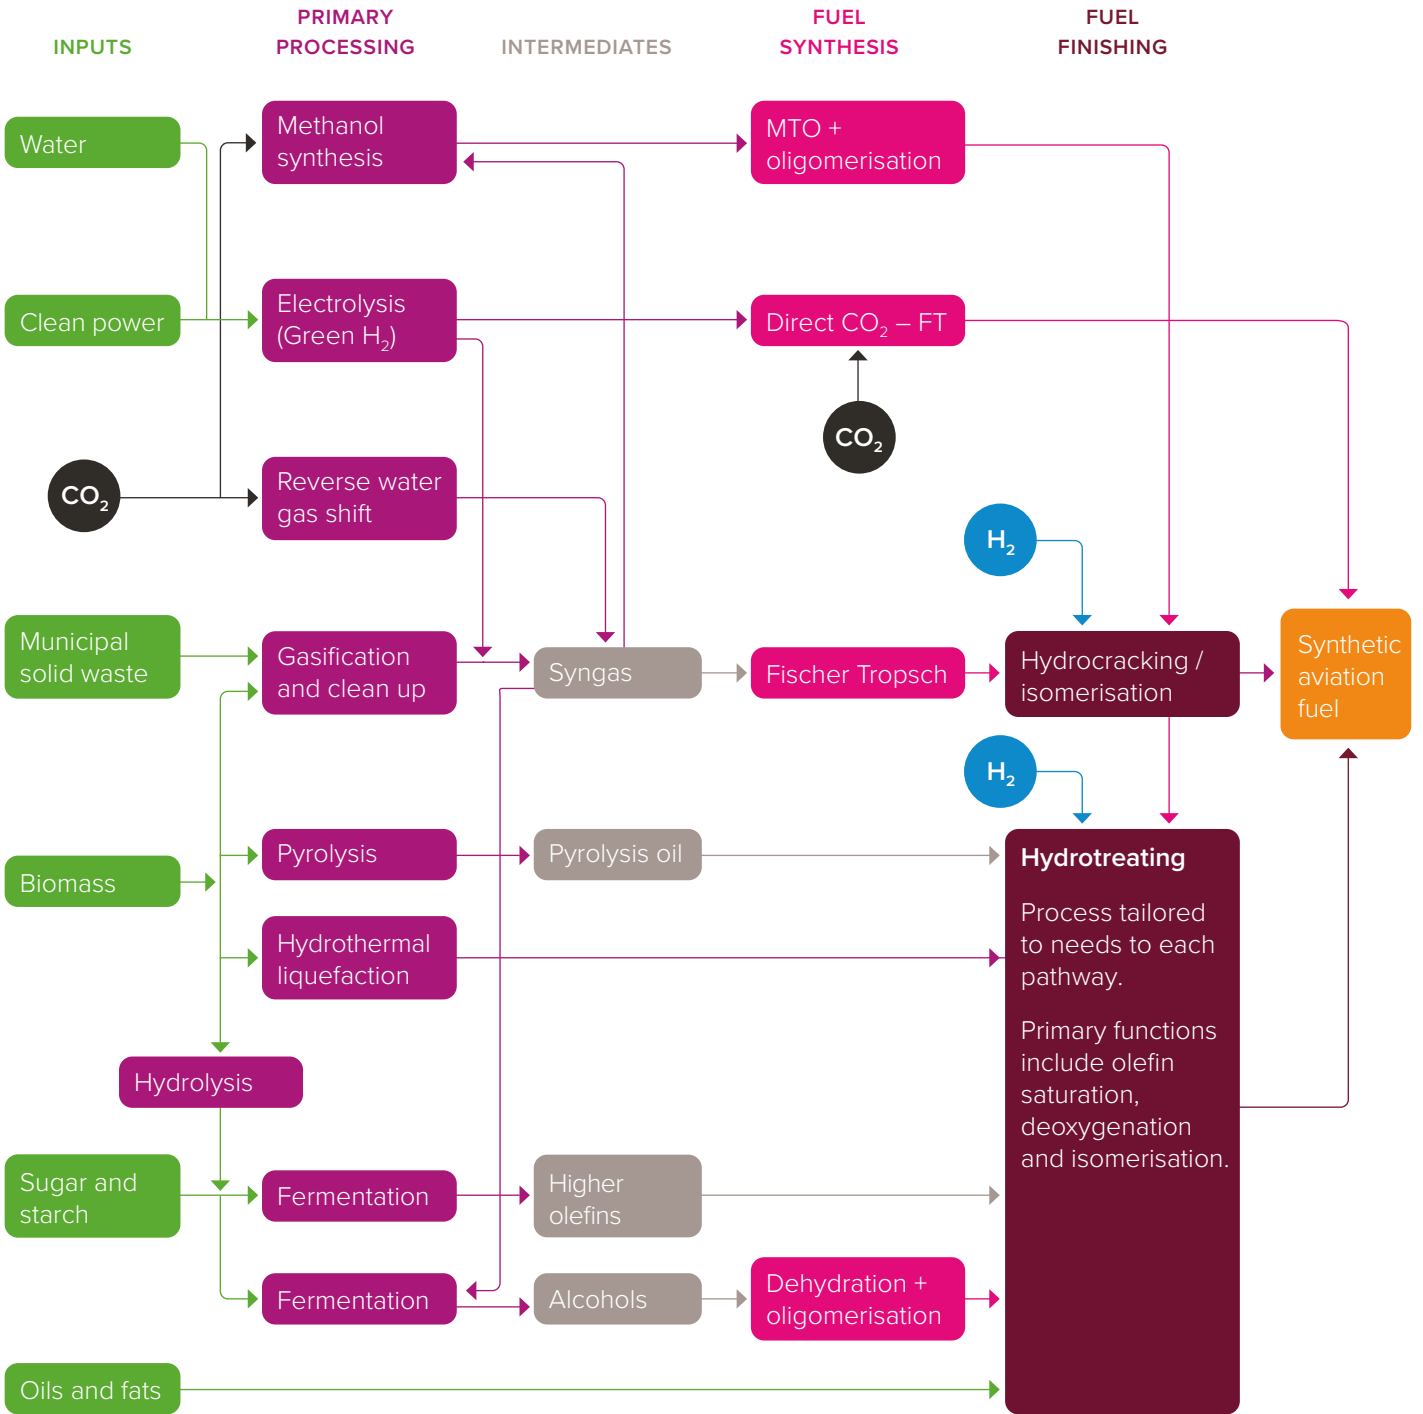 INPUTS
PRIMARY
PROCESSING
INTERMEDIATES
FUEL
SYNTHESIS
FUEL
FINISHING
Water
Methanol
synthesis
MTO +
oligomerisation
Clean power
Electrolysis
(Green H₂)
Direct CO₂ – FT
CO₂
CO₂
Reverse water
gas shift
H₂
Municipal
solid waste
Gasification
and clean up
Syngas
Fischer Tropsch
Hydrocracking /
isomerisation
Synthetic
aviation
fuel
H₂
Biomass
Pyrolysis
Pyrolysis oil
Hydrothermal
liquefaction
Hydrotreating
Process tailored
to needs to each
pathway.
Primary functions
include olefin
saturation,
deoxygenation
and isomerisation.
Hydrolysis
Sugar and
starch
Fermentation
Higher
olefins
Fermentation
Alcohols
Dehydration +
oligomerisation
Oils and fats